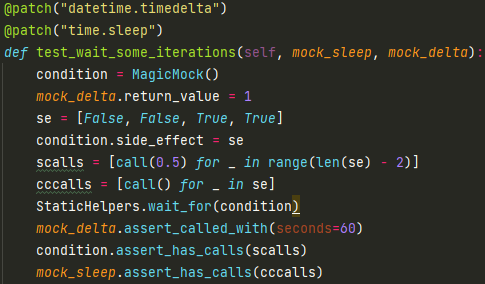 @patch("datetime.timedelta")
@patch("time.sleep")
def test_wait_some_iterations(self, mock_sleep, mock_delta):
    condition = MagicMock()
    mock_delta.return_value = 1
    se = [False, False, True, True]
    condition.side_effect = se
    scalls = [call(0.5) for _ in range(len(se) - 2)]
    cccalls = [call() for _ in se]
    StaticHelpers.wait_for(condition)
    mock_delta.assert_called_with(seconds=60)
    condition.assert_has_calls(scalls)
    mock_sleep.assert_has_calls(cccalls)